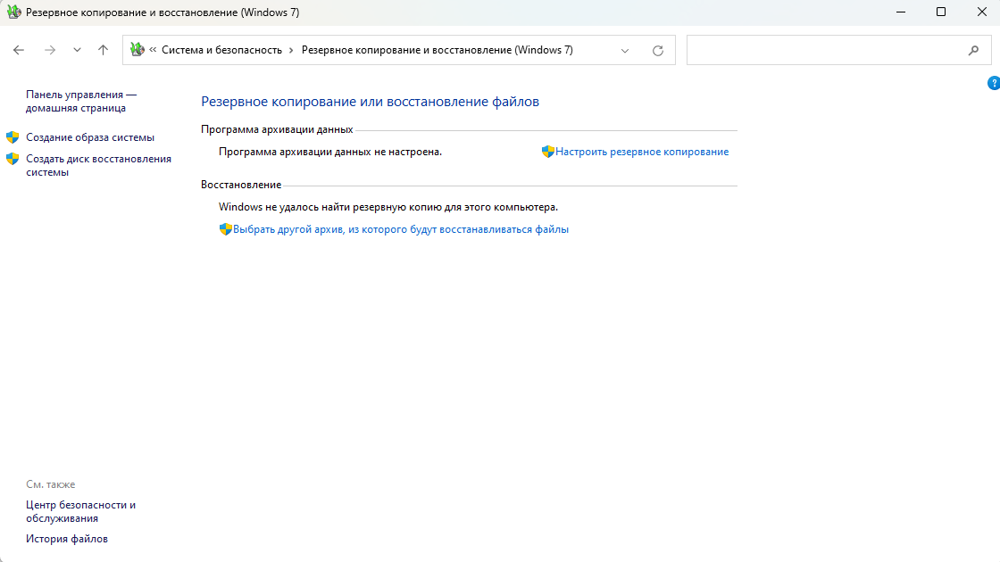 Резервное копирование и восстановление (Windows 7)
« Система и безопасность › Резервное копирование и восстановление (Windows 7)
?
Панель управления —
домашняя страница
Создание образа системы
Создать диск восстановления
системы
Резервное копирование или восстановление файлов
Программа архивации данных
Программа архивации данных не настроена.
Настроить резервное копирование
Восстановление
Windows не удалось найти резервную копию для этого компьютера.
Выбрать другой архив, из которого будут восстанавливаться файлы
См. также
Центр безопасности и
обслуживания
История файлов